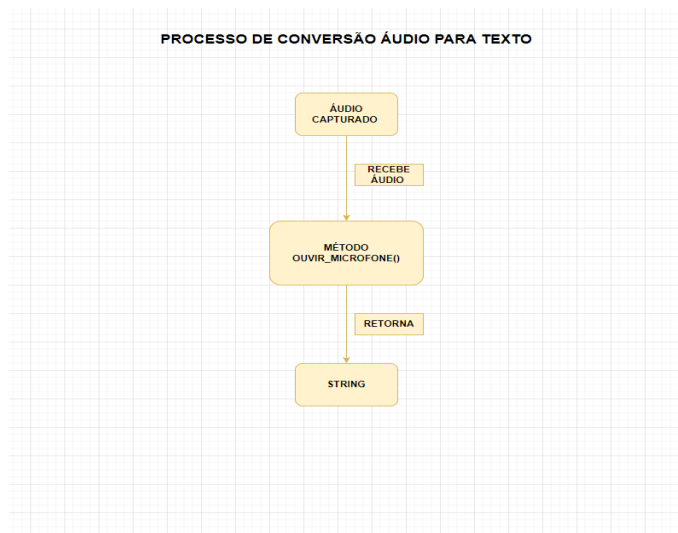 PROCESSO DE CONVERSÃO ÁUDIO PARA TEXTO
ÁUDIO
CAPTURADO
RECEBE
ÁUDIO
MÉTODO
OUVIR_MICROFONE()
RETORNA
STRING